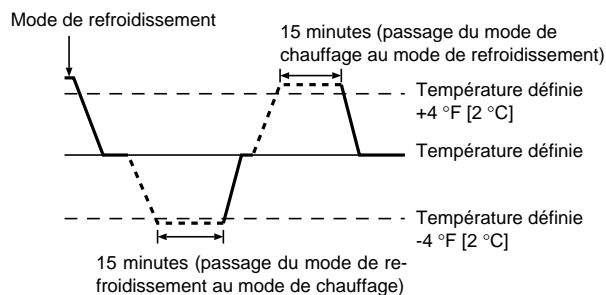 Mode de refroidissement
15 minutes (passage du mode de
chauffage au mode de refroidissement)
Température définie
+4 °F [2 °C]
Température définie
Température définie
-4 °F [2 °C]
15 minutes (passage du mode de re-
froidissement au mode de chauffage)